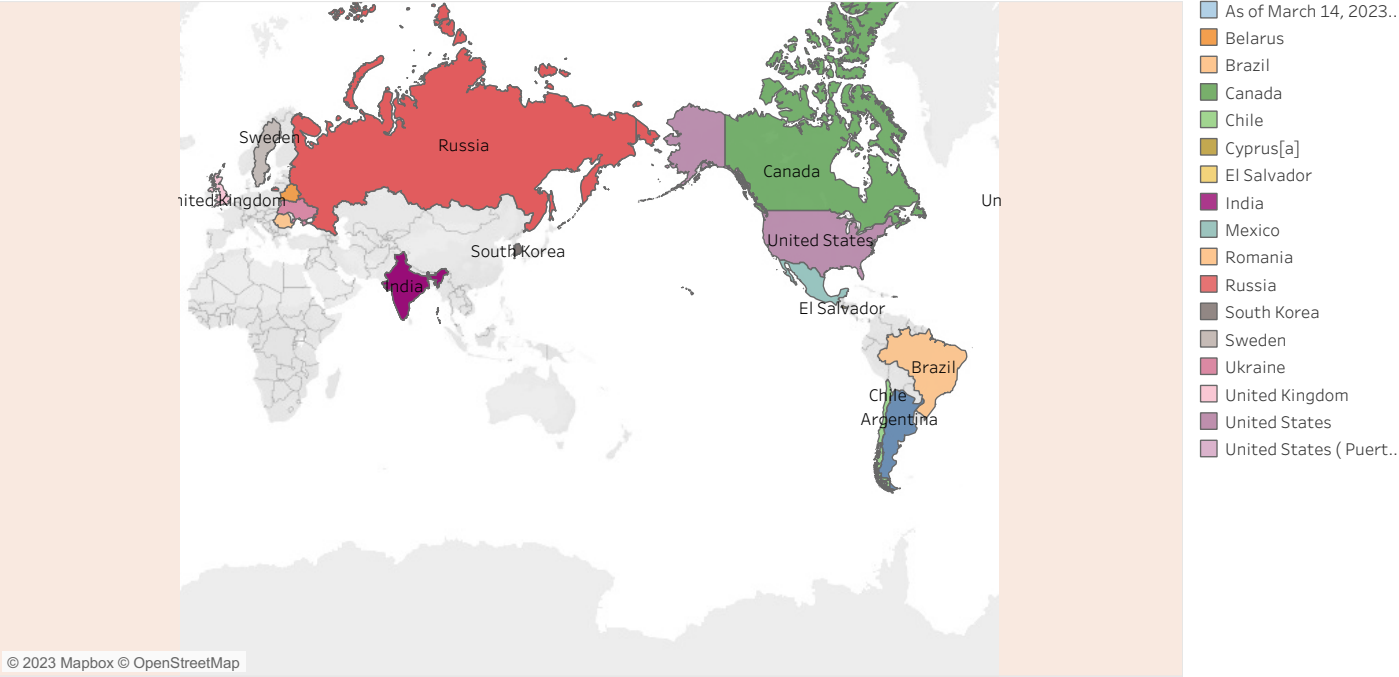 Sweden
Russia
nited Kingdom
South Korea
India
Canada
Un
United States
El Salvador
Brazil
Chile
Argentina
© 2023 Mapbox © OpenStreetMap
As of March 14, 2023..
Belarus
Brazil
Canada
Chile
Cyprus[a]
El Salvador
India
Mexico
Romania
Russia
South Korea
Sweden
Ukraine
United Kingdom
United States
United States ( Puert..